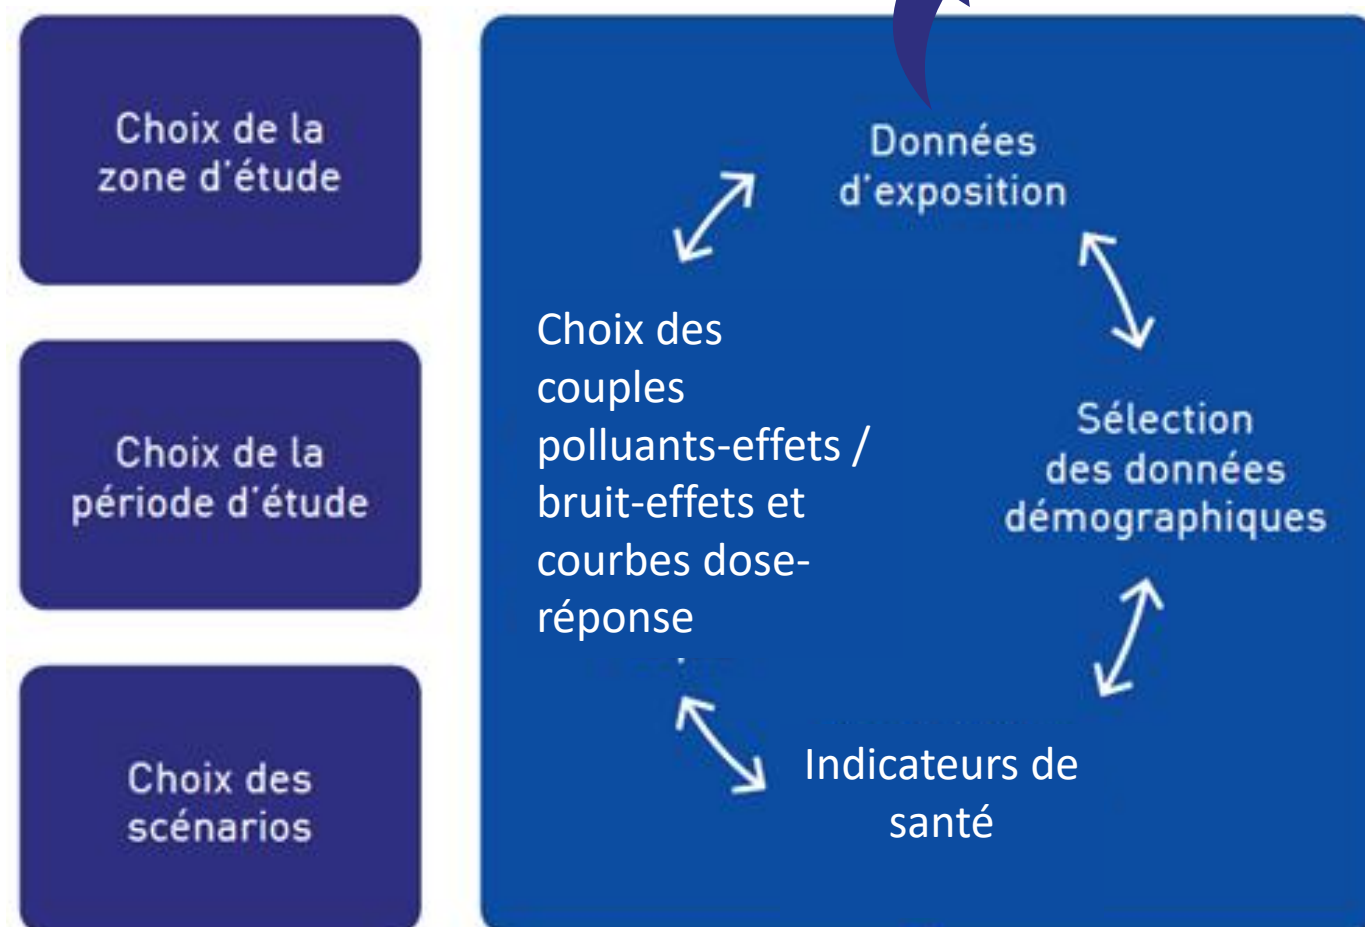 Choix de la
zone d'étude
Choix de la
période d'étude
Choix des
scénarios
Données
d'exposition
Choix des
couples
polluants-effets /
bruit-effets et
courbes dose-
réponse
Sélection
des données
démographiques
Indicateurs de
santé